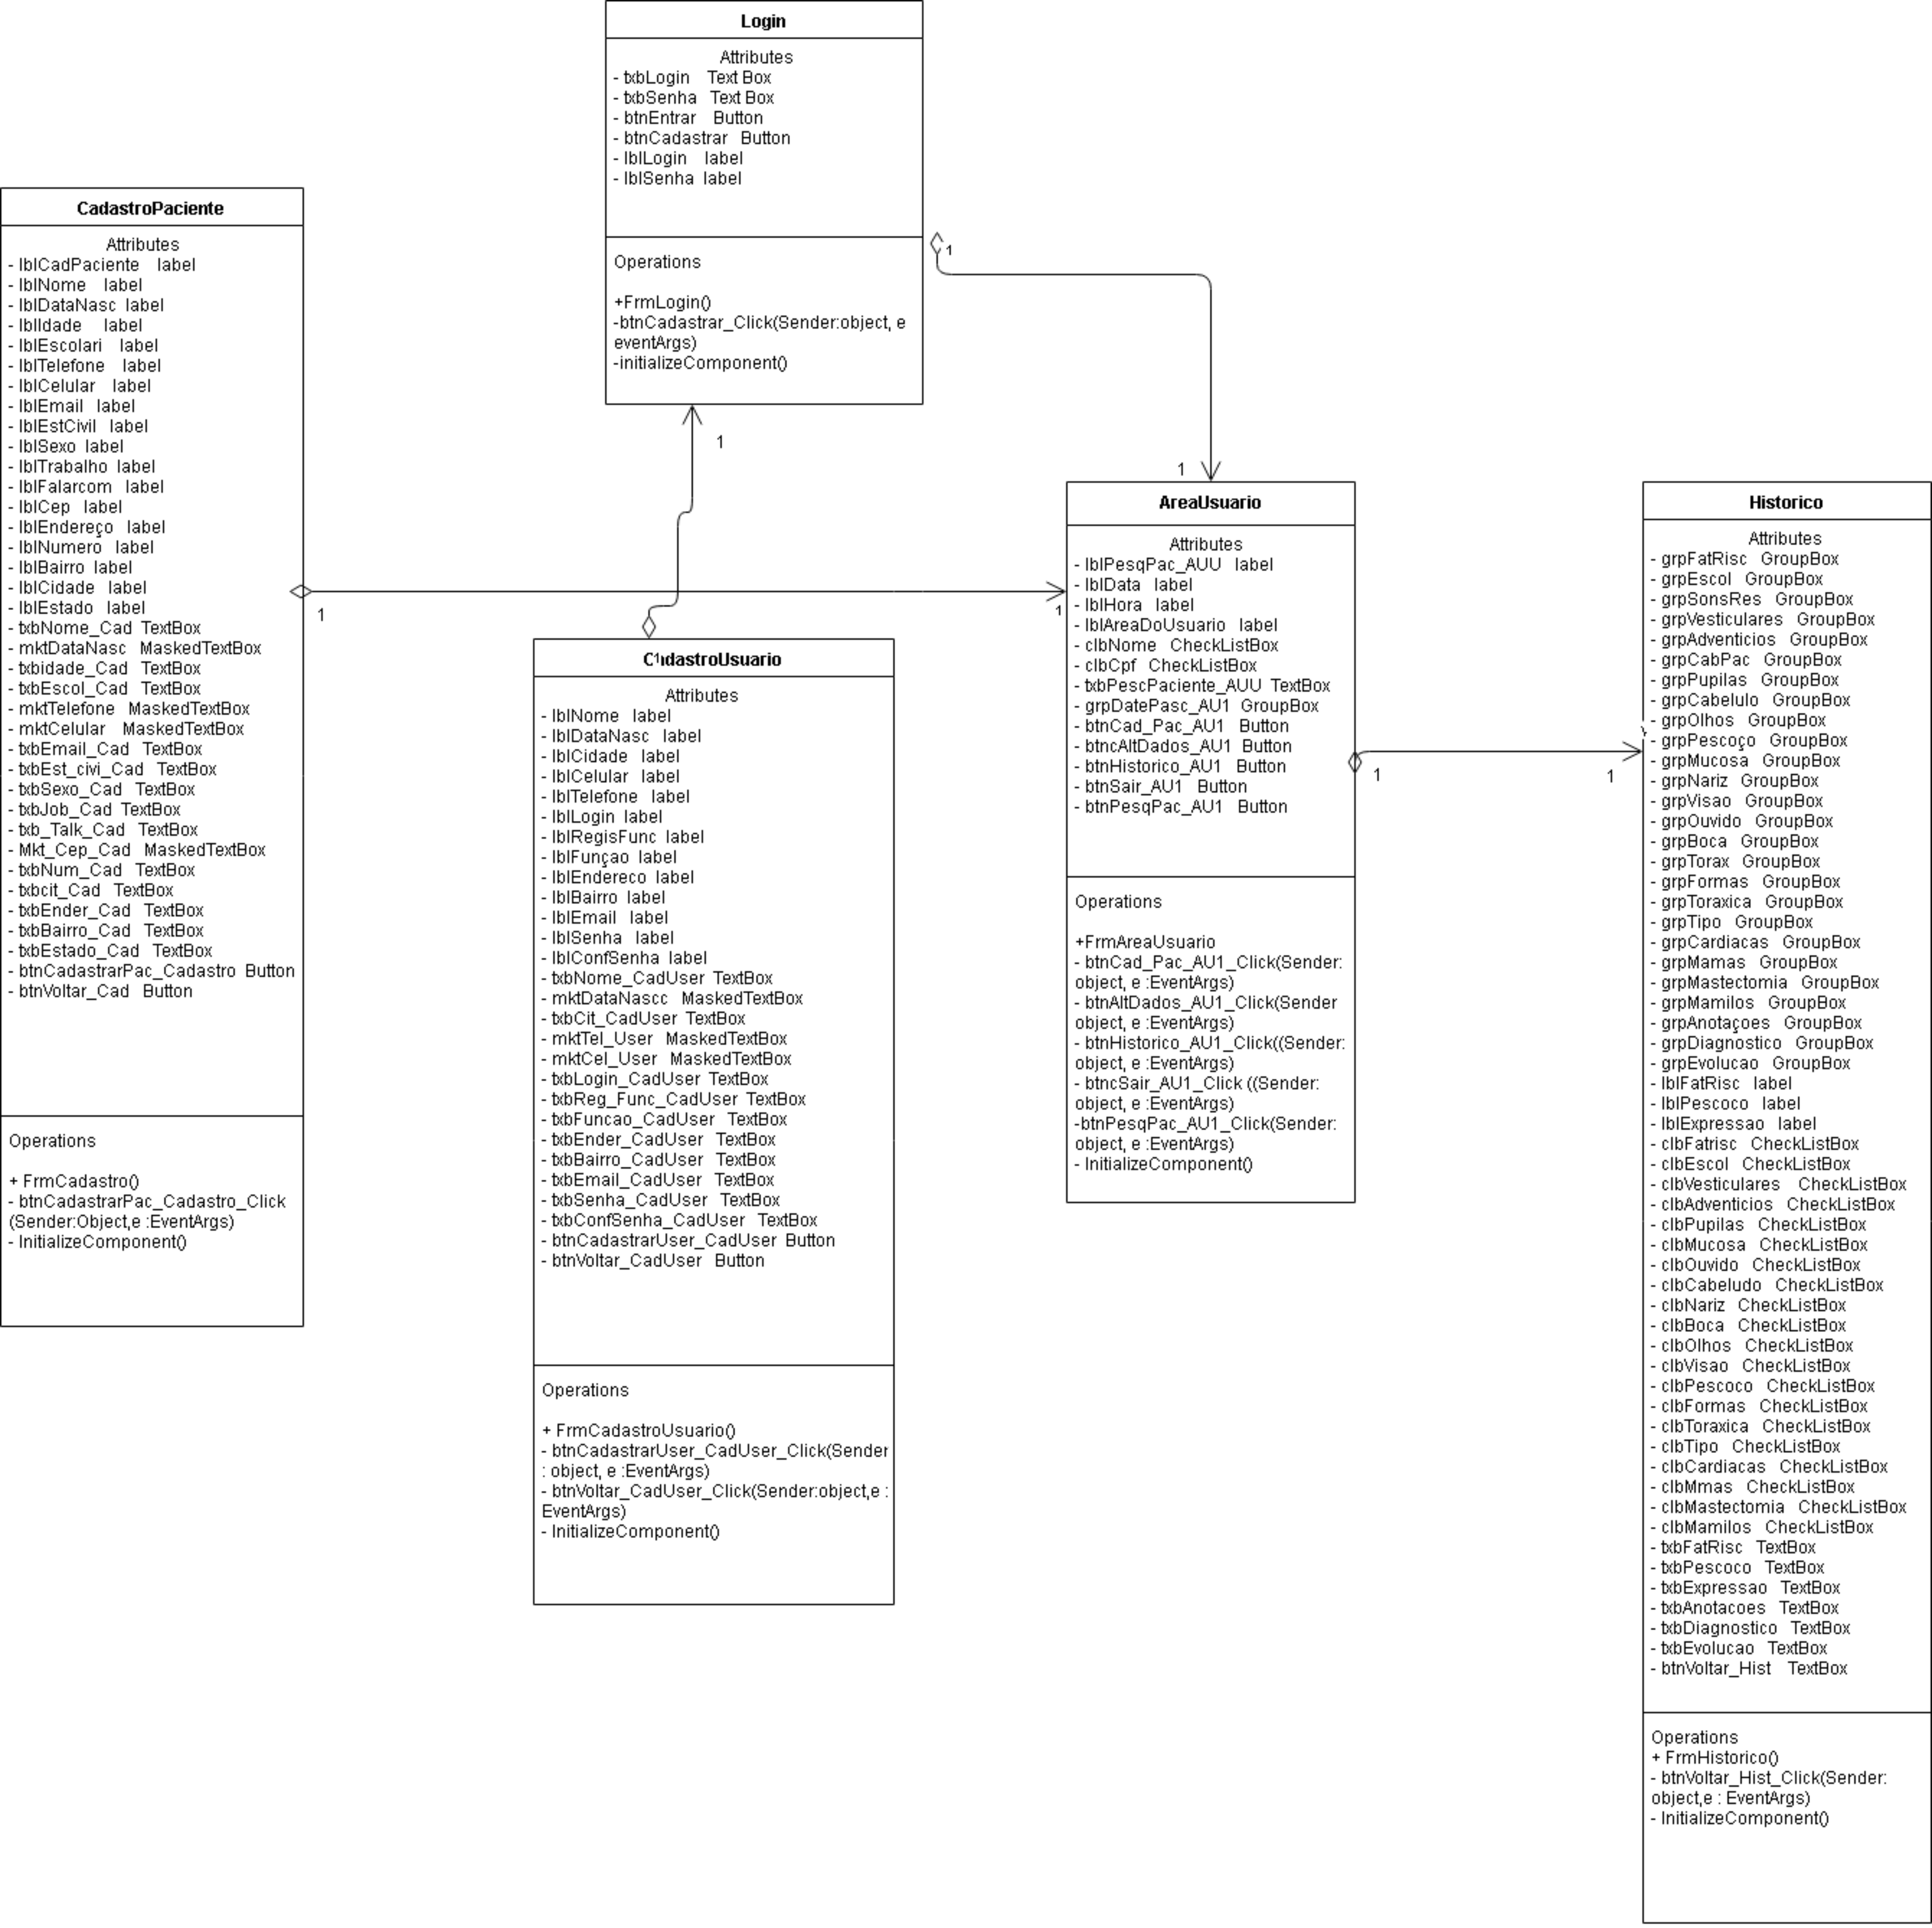 Login
Attributes
- txbLogin Text Box
- txbSenha Text Box
- btnEntrar Button
- btnCadastrar Button
- lblLogin label
- lblSenha label
Operations
+FrmLogin()
-btnCadastrar_Click(Sender:object, e
eventArgs)
-initializeComponent()
1
1
1
CadastroPaciente
Attributes
- lblCadPaciente label
- lblNome label
- lblDataNasc label
- lblIdade label
- lblEscolari label
- lblTelefone label
- lblCelular label
- lblEmail label
- lblEstCivil label
- lblSexo label
- lblTrabalho label
- lblFalarcom label
- lblCep label
- lblEndereço label
- lblNumero label
- lblBairro label
- lblCidade label
- lblEstado label
- txbNome_Cad TextBox
- mktDataNasc MaskedTextBox
- txbidade_Cad TextBox
- txbEscol_Cad TextBox
- mktTelefone MaskedTextBox
- mktCelular MaskedTextBox
- txbEmail_Cad TextBox
- txbEst_civi_Cad TextBox
- txbSexo_Cad TextBox
- txbJob_Cad TextBox
- txb_Talk_Cad TextBox
- Mkt_Cep_Cad MaskedTextBox
- txbNum_Cad TextBox
- txbcit_Cad TextBox
- txbEnder_Cad TextBox
- txbBairro_Cad TextBox
- txbEstado_Cad TextBox
- btnCadastrarPac_Cadastro Button
- btnVoltar_Cad Button
Operations
+ FrmCadastro()
- btnCadastrarPac_Cadastro_Click
(Sender:Object,e :EventArgs)
- InitializeComponent()
1
1
1
CadastroUsuario
Attributes
- lblNome label
- lblDataNasc label
- lblCidade label
- lblCelular label
- lblTelefone label
- lblLogin label
- lblRegisFunc label
- lblFunçao label
- lblEndereco label
- lblBairro label
- lblEmail label
- lblSenha label
- lblConfSenha label
- txbNome_CadUser TextBox
- mktDataNascc MaskedTextBox
- txbCit_CadUser TextBox
- mktTel_User MaskedTextBox
- mktCel_User MaskedTextBox
- txbLogin_CadUser TextBox
- txbReg_Func_CadUser TextBox
- txbFuncao_CadUser TextBox
- txbEnder_CadUser TextBox
- txbBairro_CadUser TextBox
- txbEmail_CadUser TextBox
- txbSenha_CadUser TextBox
- txbConfSenha_CadUser TextBox
- btnCadastrarUser_CadUser Button
- btnVoltar_CadUser Button
Operations
+ FrmCadastroUsuario()
- btnCadastrarUser_CadUser_Click(Sender
: object, e :EventArgs)
- btnVoltar_CadUser_Click(Sender:object,e :
EventArgs)
- InitializeComponent()
AreaUsuario
Attributes
- lblPesqPac_AUU label
- lblData label
- lblHora label
- lblAreaDoUsuario label
- clbNome CheckListBox
- clbCpf CheckListBox
- txbPescPaciente_AUU TextBox
- grpDatePasc_AU1 GroupBox
- btnCad_Pac_AU1 Button
- btncAltDados_AU1 Button
- btnHistorico_AU1 Button
- btnSair_AU1 Button
- btnPesqPac_AU1 Button
Operations
+FrmAreaUsuario
- btnCad_Pac_AU1_Click(Sender:
object, e :EventArgs)
- btnAltDados_AU1_Click(Sender
object, e :EventArgs)
- btnHistorico_AU1_Click((Sender:
object, e :EventArgs)
- btncSair_AU1_Click ((Sender:
object, e :EventArgs)
-btnPesqPac_AU1_Click(Sender:
object, e :EventArgs)
- InitializeComponent()
1
1
Historico
Attributes
- grpFatRisc GroupBox
- grpEscol GroupBox
- grpSonsRes GroupBox
- grpVesticulares GroupBox
- grpAdventicios GroupBox
- grpCabPac GroupBox
- grpPupilas GroupBox
- grpCabelulo GroupBox
- grpOlhos GroupBox
- grpPescoço GroupBox
- grpMucosa GroupBox
- grpNariz GroupBox
- grpVisao GroupBox
- grpOuvido GroupBox
- grpBoca GroupBox
- grpTorax GroupBox
- grpFormas GroupBox
- grpToraxica GroupBox
- grpTipo GroupBox
- grpCardiacas GroupBox
- grpMamas GroupBox
- grpMastectomia GroupBox
- grpMamilos GroupBox
- grpAnotaçoes GroupBox
- grpDiagnostico GroupBox
- grpEvolucao GroupBox
- lblFatRisc label
- lblPescoco label
- lblExpressao label
- clbFatrisc CheckListBox
- clbEscol CheckListBox
- clbVesticulares CheckListBox
- clbAdventicios CheckListBox
- clbPupilas CheckListBox
- clbMucosa CheckListBox
- clbOuvido CheckListBox
- clbCabeludo CheckListBox
- clbNariz CheckListBox
- clbBoca CheckListBox
- clbOlhos CheckListBox
- clbVisao CheckListBox
- clbPescoco CheckListBox
- clbFormas CheckListBox
- clbToraxica CheckListBox
- clbTipo CheckListBox
- clbCardiacas CheckListBox
- clbMmas CheckListBox
- clbMastectomia CheckListBox
- clbMamilos CheckListBox
- txbFatRisc TextBox
- txbPescoco TextBox
- txbExpressao TextBox
- txbAnotacoes TextBox
- txbDiagnostico TextBox
- txbEvolucao TextBox
- btnVoltar_Hist TextBox
Operations
+ FrmHistorico()
- btnVoltar_Hist_Click(Sender:
object,e : EventArgs)
- InitializeComponent()